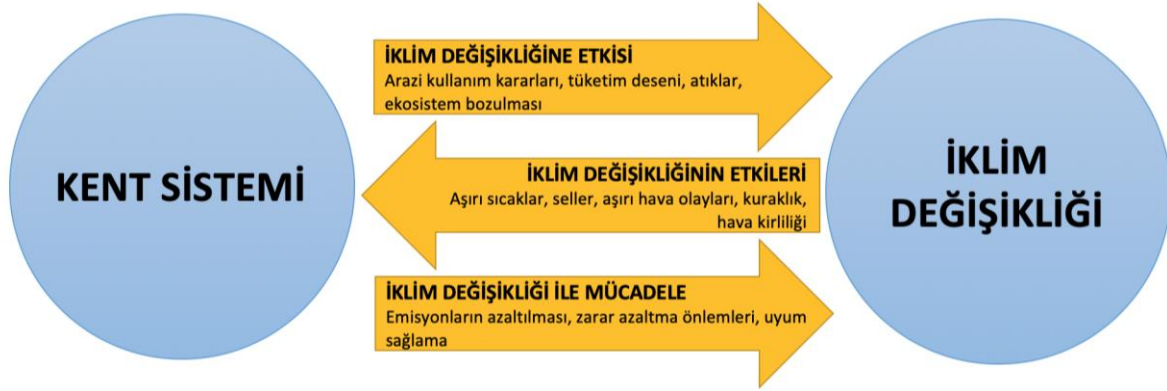 KENT SİSTEMİ
İKLİM DEĞİŞİKLİĞİNE ETKİSİ
Arazi kullanım kararları, tüketim deseni, atıklar,
ekosistem bozulması
İKLİM DEĞİŞİKLİĞİNİN ETKİLERİ
Aşırı sıcaklar, seller, aşırı hava olayları, kuraklık,
hava kirliliği
İKLİM DEĞİŞİKLİĞİ İLE MÜCADELE
Emisyonların azaltılması, zarar azaltma önlemleri, uyum
sağlama
İKLİM
DEĞİŞİKLİĞİ